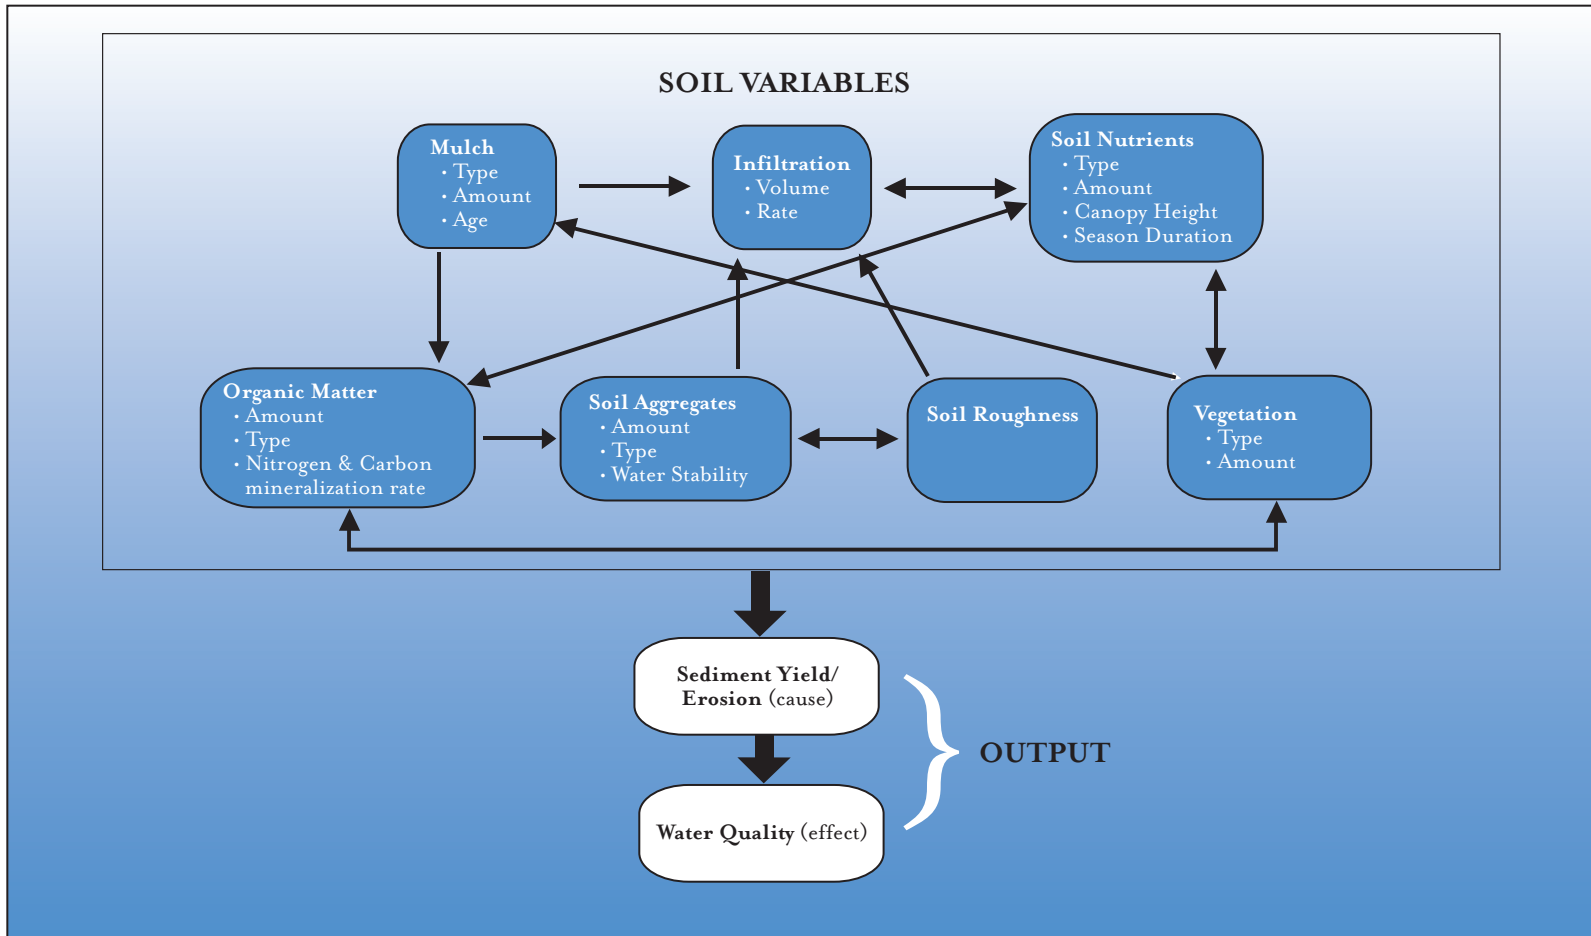 SOIL VARIABLES
Mulch
· Type
· Amount
· Age
Infiltration
· Volume
· Rate
Soil Nutrients
· Type
· Amount
· Canopy Height
· Season Duration
Organic Matter
· Amount
· Type
· Nitrogen & Carbon
mineralization rate
Soil Aggregates
· Amount
· Type
· Water Stability
Soil Roughness
Vegetation
· Type
· Amount
Sediment Yield/
Erosion (cause)
OUTPUT
Water Quality (effect)